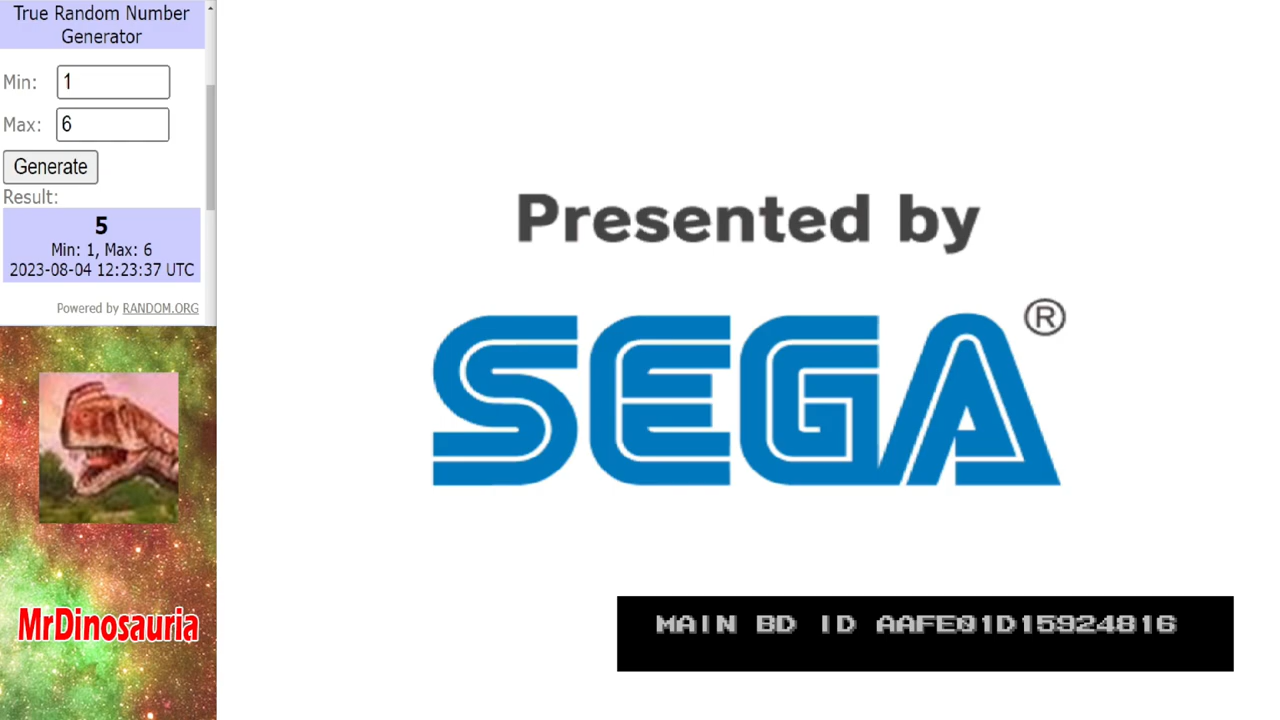 True Random Number
Generator
Min: 1
Max: 6
Generate
Result:
5
Min: 1, Max: 6
2023-08-04 12:23:37 UTC
Powered by RANDOM.ORG
MrDinosauria
Presented by
SEGA®
MAIN BD ID AAFE01D15924816